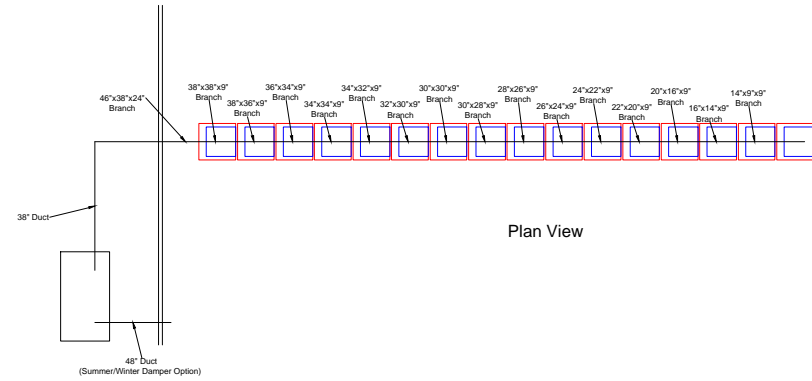 46"x38"x24"
Branch
38"x38"x9"
Branch
38"x36"x9"
Branch
36"x34"x9"
Branch
34"x34"x9"
Branch
34"x32"x9"
Branch
32"x30"x9"
Branch
30"x30"x9"
Branch
30"x28"x9"
Branch
28"x26"x9"
Branch
26"x24"x9"
Branch
24"x22"x9"
Branch
22"x20"x9"
Branch
20"x16"x9"
Branch
16"x14"x9"
Branch
14"x9"x9"
Branch
38" Duct
Plan View
48" Duct
(Summer/Winter Damper Option)